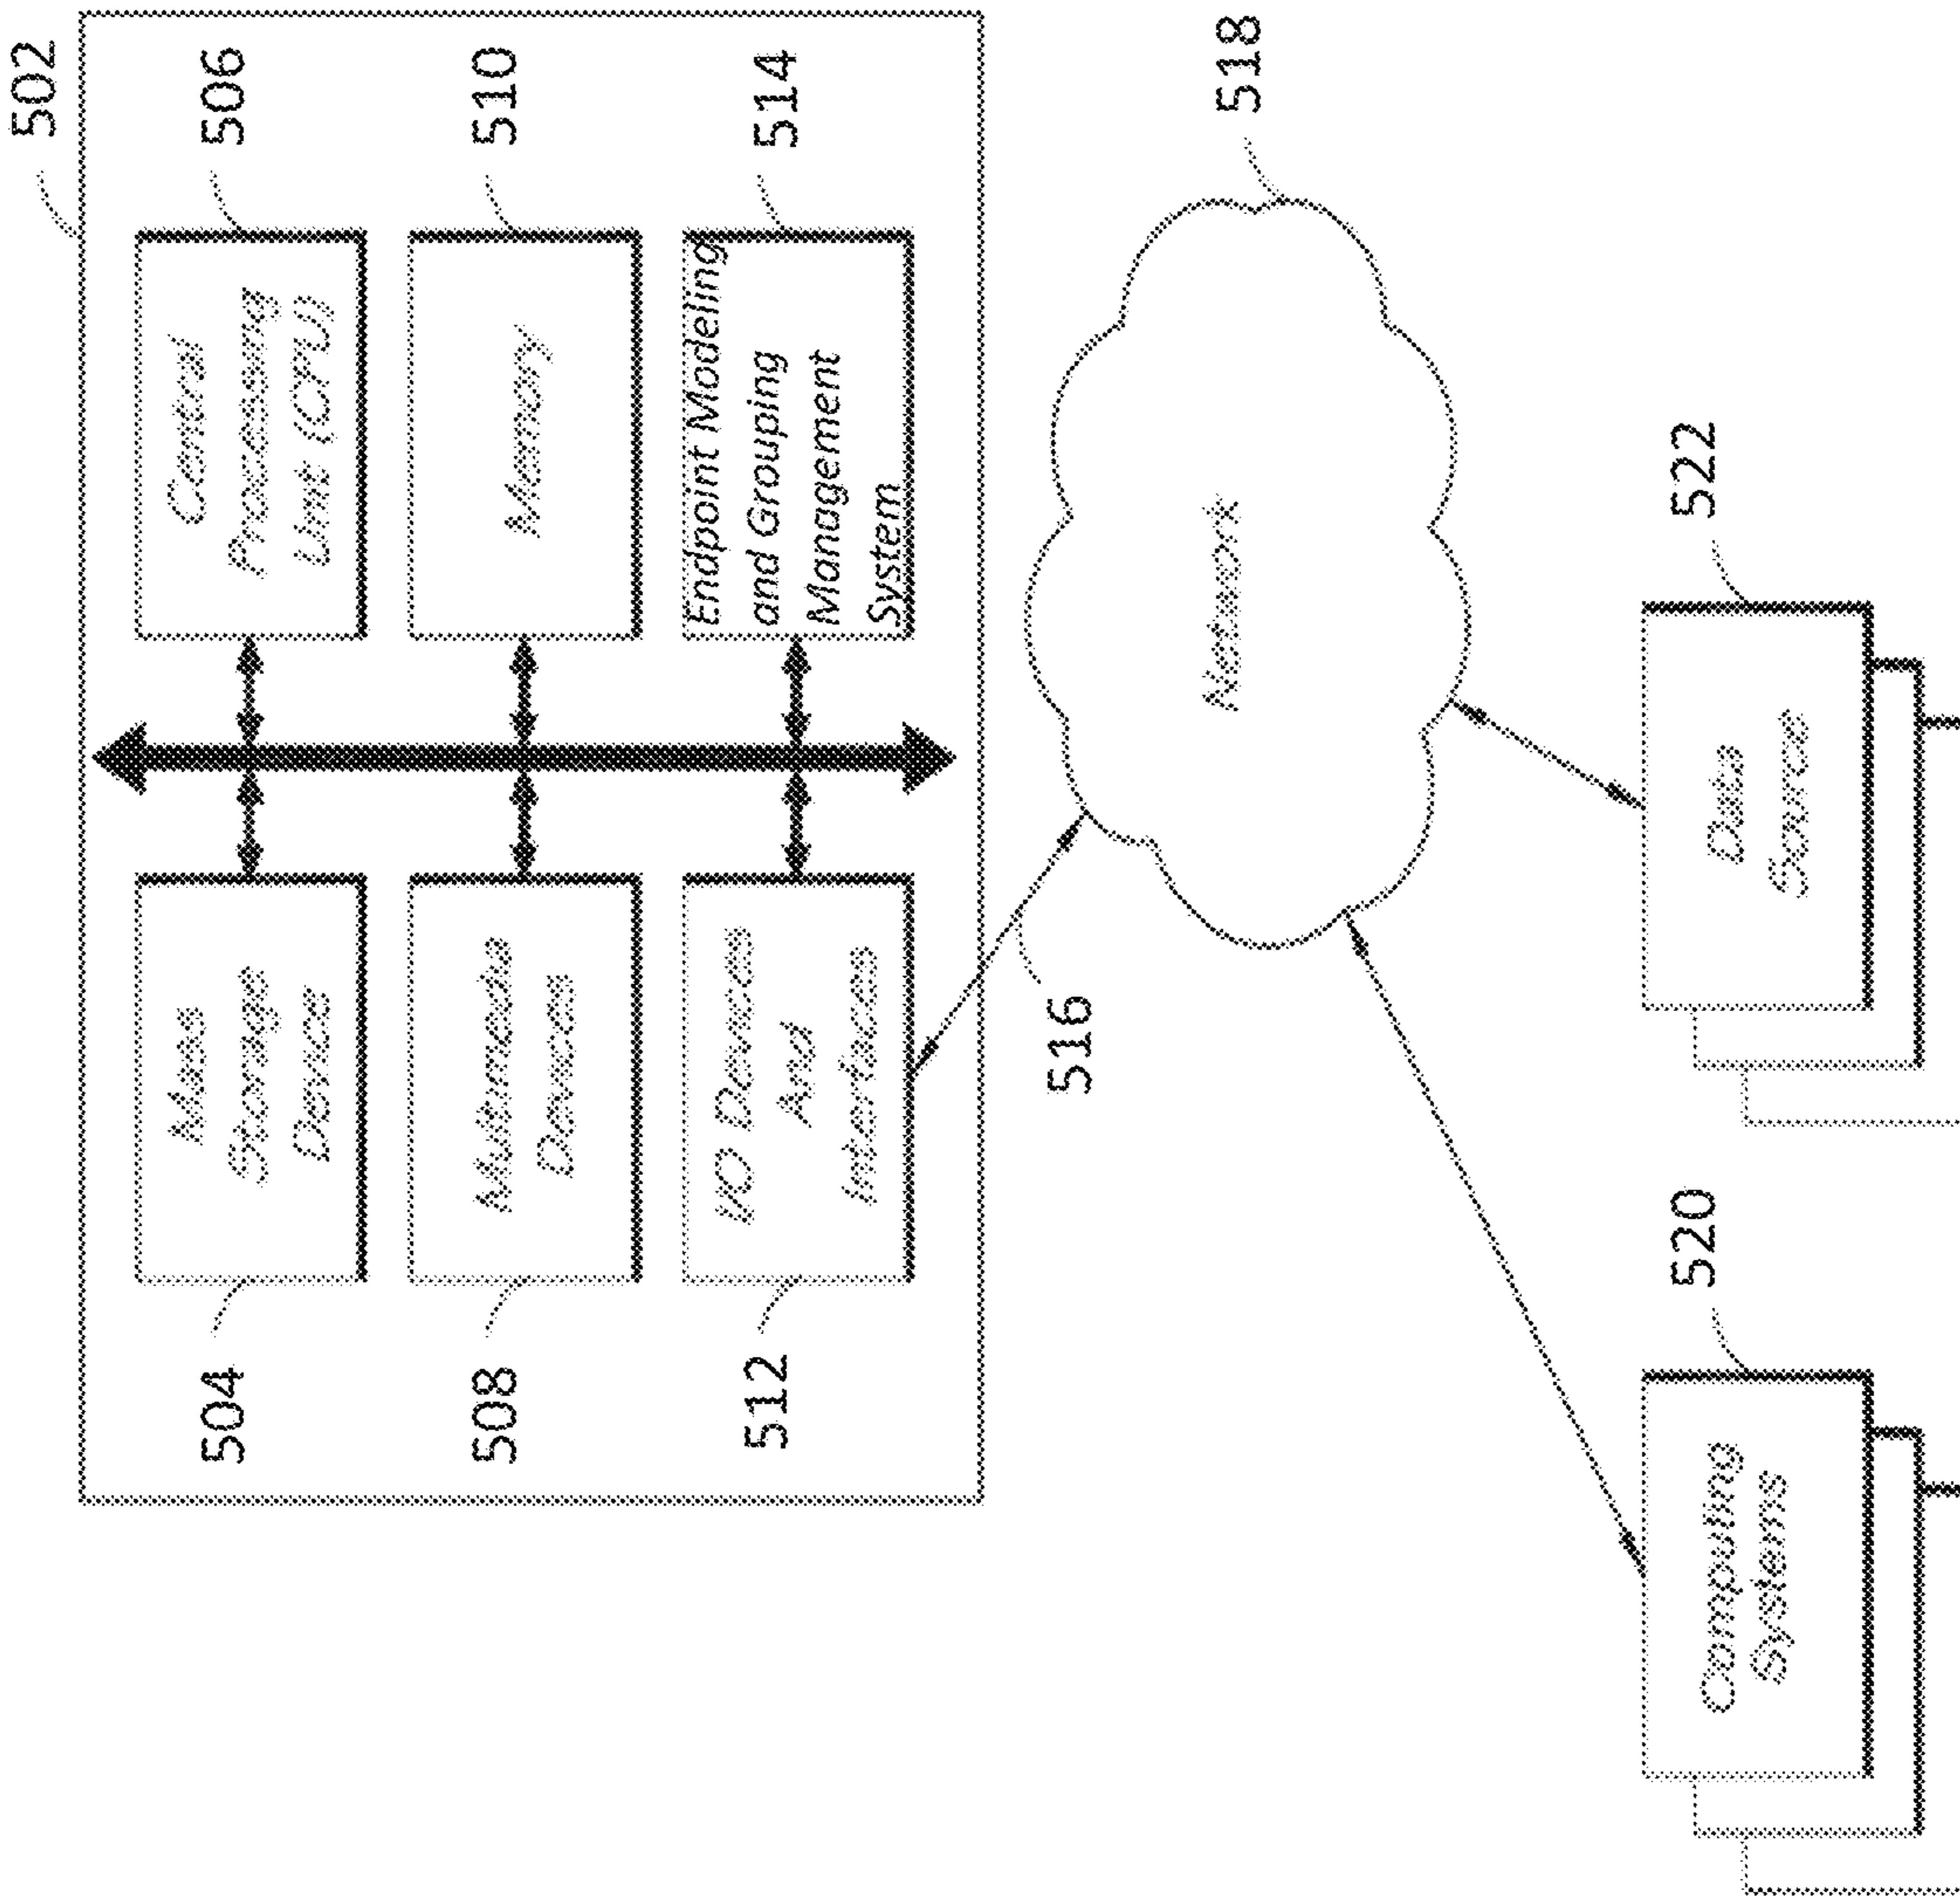 502
504
Mass
Storage
Device
Central
Processing
Unit (CPU)
506
508
Multimedia
Devices
Memory
510
512
I/O Devices
And
Interfaces
Endpoint Modeling
and Grouping
Management
System
514
516
Network
518
520
Computing
Systems
522
Data
Source